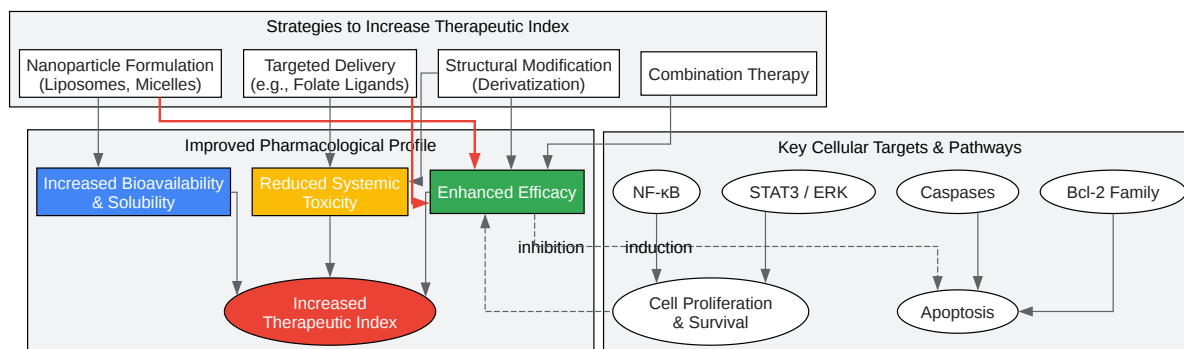 Strategies to Increase Therapeutic Index
Nanoparticle Formulation
(Liposomes, Micelles)
Targeted Delivery
(e.g., Folate Ligands)
Structural Modification
(Derivatization)
Combination Therapy
Improved Pharmacological Profile
Increased Bioavailability
& Solubility
Reduced Systemic
Toxicity
Enhanced Efficacy
Increased
Therapeutic Index
Key Cellular Targets & Pathways
NF-κB
STAT3 / ERK
Caspases
Bcl-2 Family
inhibition
induction
Cell Proliferation
& Survival
Apoptosis